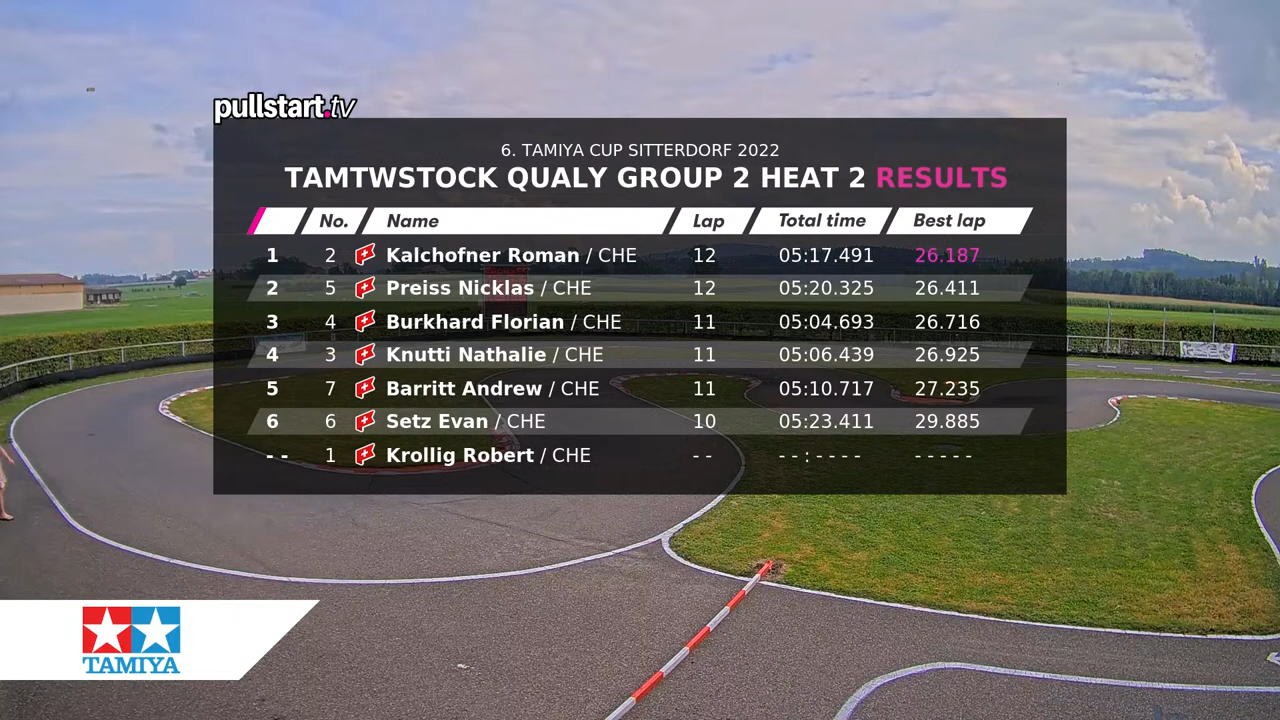 pullstart.tv
6. TAMIYA CUP SITTERDORF 2022
TAMTWSTOCK QUALY GROUP 2 HEAT 2 RESULTS
No. Name Lap Total time Best lap
1 2 Kalchofner Roman / CHE 12 05:17.491 26.187
2 5 Preiss Nicklas / CHE 12 05:20.325 26.411
3 4 Burkhard Florian / CHE 11 05:04.693 26.716
4 3 Knutti Nathalie / CHE 11 05:06.439 26.925
5 7 Barritt Andrew / CHE 11 05:10.717 27.235
6 6 Setz Evan / CHE 10 05:23.411 29.885
- - 1 Krollig Robert / CHE - - - - : - - - - - - - - -
TAMIYA